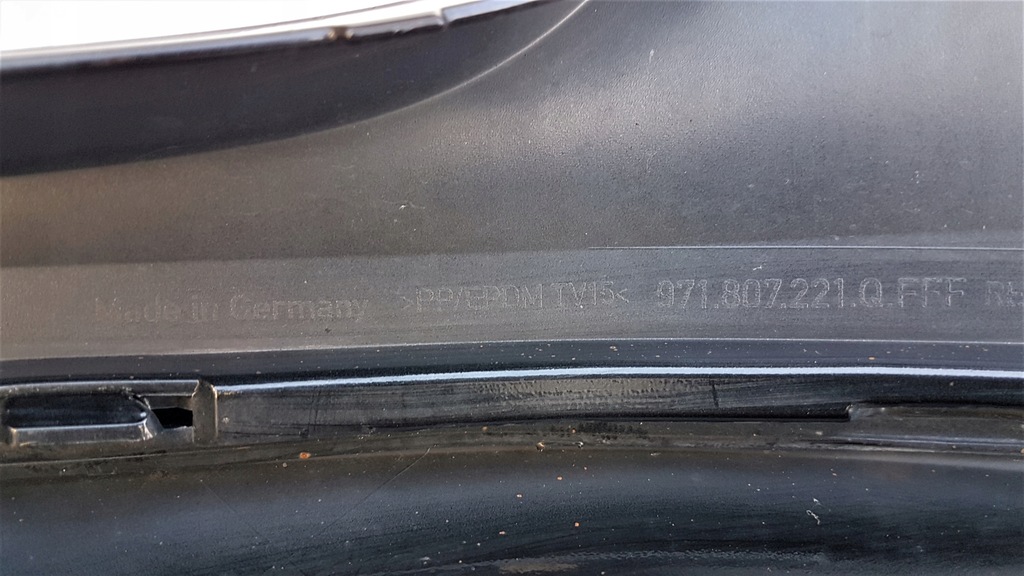 Made in Germany >PP/EPDM TV15< 971.807.221.Q.FFF